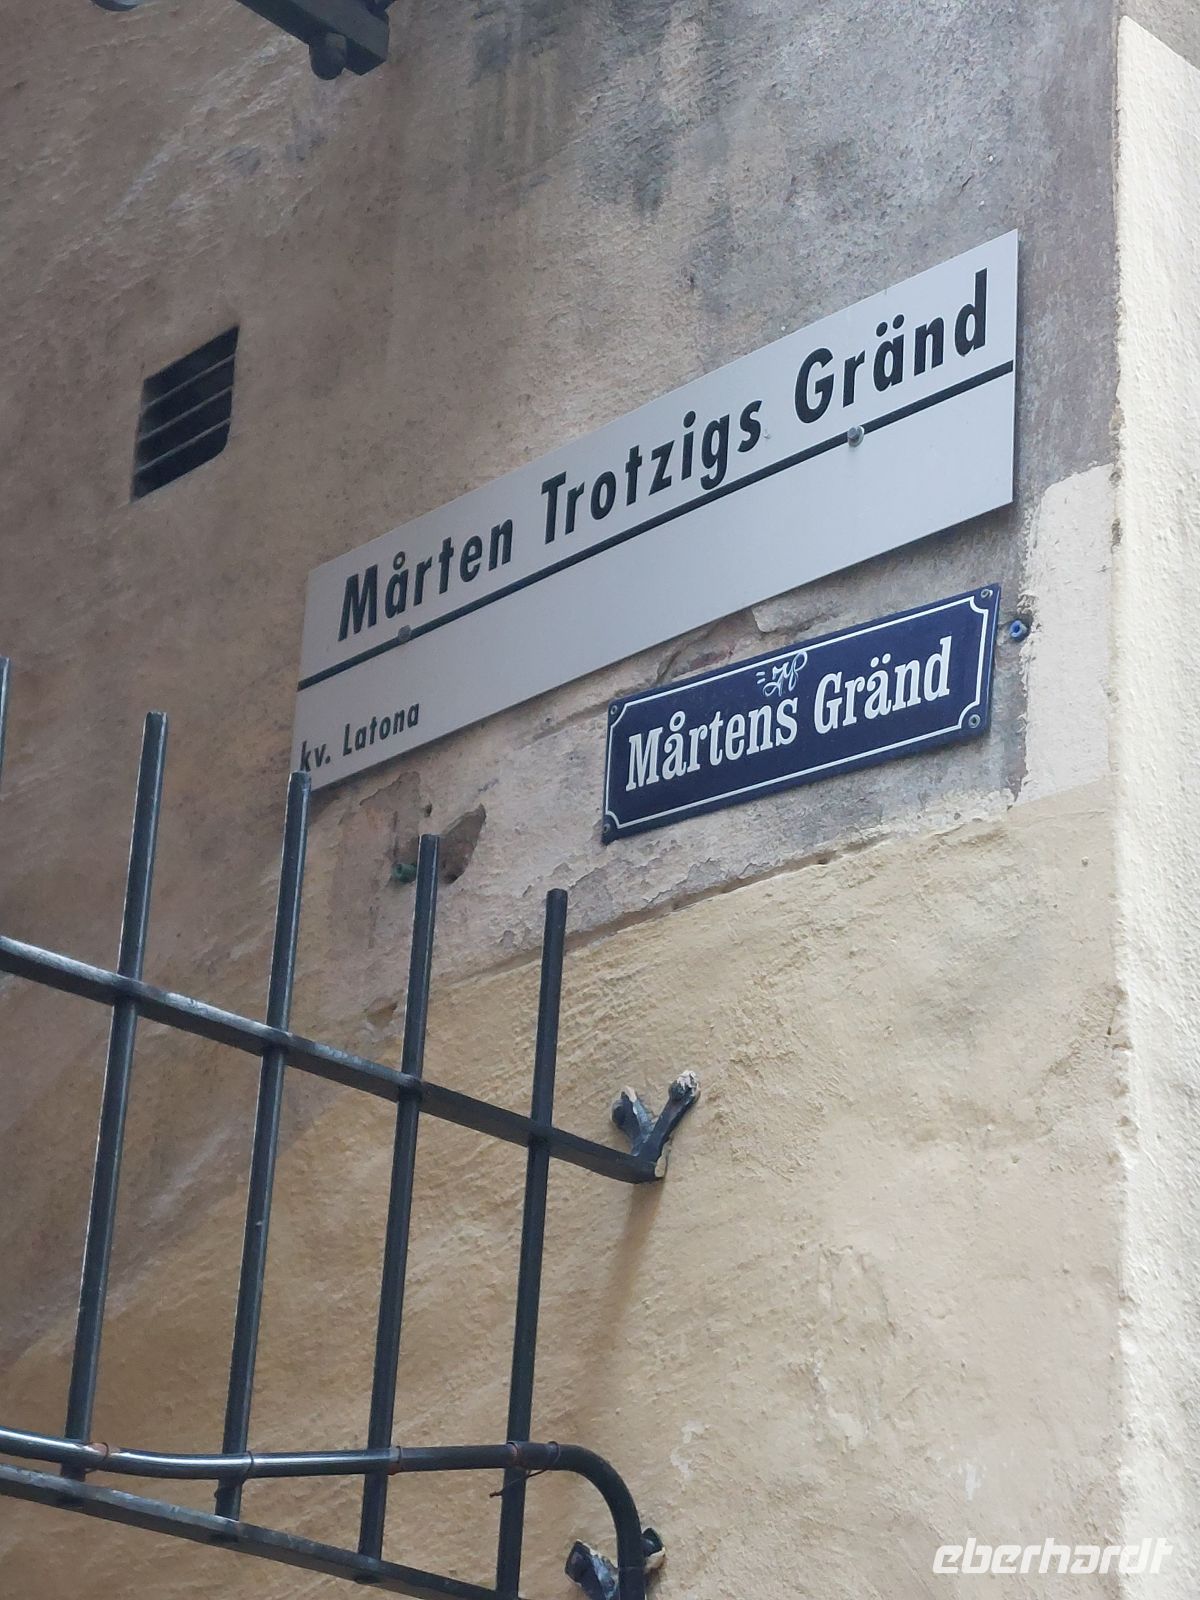 Mårten Trotzigs Gränd
kv. Latona
Mårtens Gränd
eberhardt